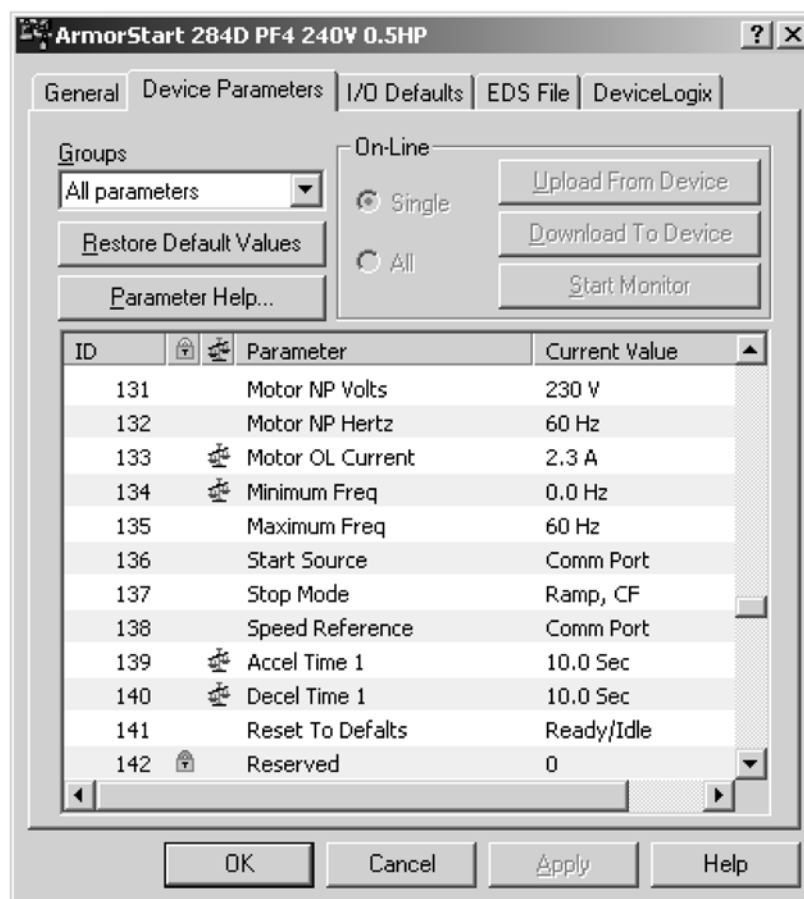 ArmorStart 284D PF4 240V 0.5HP
General Device Parameters I/O Defaults EDS File DeviceLogix
Groups
All parameters
Restore Default Values
Parameter Help...
On-Line
Single
All
Upload From Device
Download To Device
Start Monitor
ID Parameter Current Value
131 Motor NP Volts 230 V
132 Motor NP Hertz 60 Hz
133 Motor OL Current 2.3 A
134 Minimum Freq 0.0 Hz
135 Maximum Freq 60 Hz
136 Start Source Comm Port
137 Stop Mode Ramp, CF
138 Speed Reference Comm Port
139 Accel Time 1 10.0 Sec
140 Decel Time 1 10.0 Sec
141 Reset To Defalts Ready/Idle
142 Reserved 0
OK Cancel Apply Help